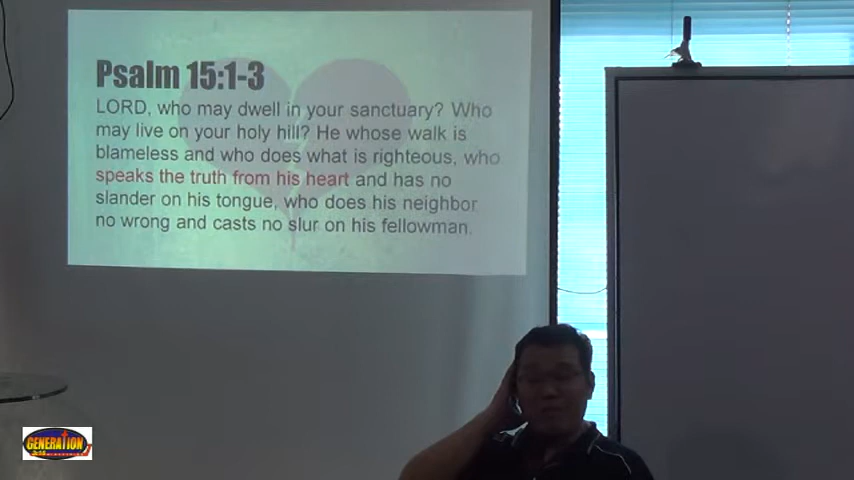 Psalm 15:1-3
LORD, who may dwell in your sanctuary? Who
may live on your holy hill? He whose walk is
blameless and who does what is righteous, who
speaks the truth from his heart and has no
slander on his tongue, who does his neighbor
no wrong and casts no slur on his fellowman.
GENERATION